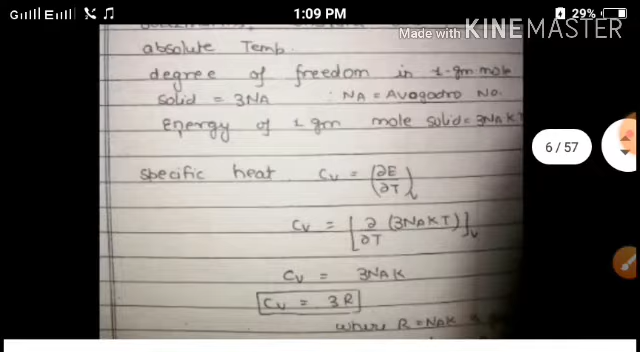 1:09 PM
29%
Made with KINEMASTER
absolute Temp.
degree of freedom in 1-gm mole
solid = 3NA NA = Avogadro No.
Energy of 1 gm mole solid = 3NAKT
6 / 57
specific heat Cv = (∂E/∂T)v
Cv = [∂/∂T (3NAKT)]v
Cv = 3NAK
Cv = 3R
where R = NAK